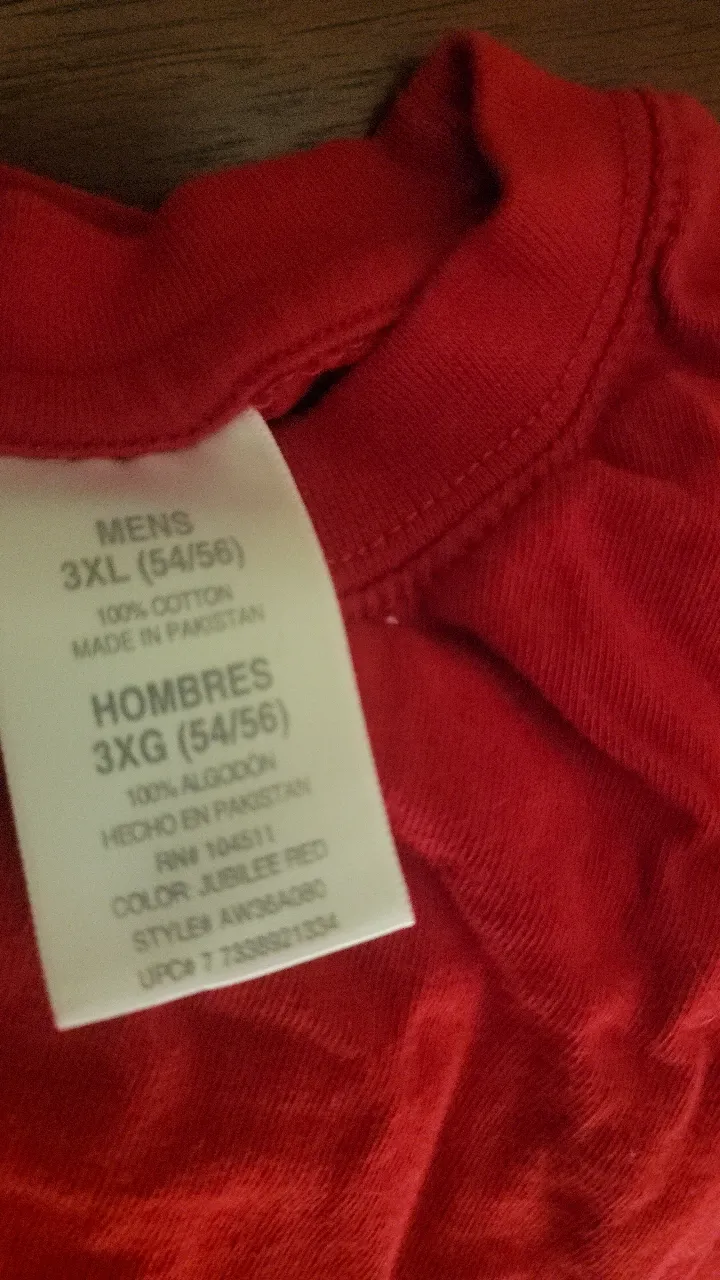 MENS
3XL (54/56)
100% COTTON
MADE IN PAKISTAN
HOMBRES
3XG (54/56)
100% ALGODÓN
HECHO EN PAKISTAN
RN# 104511
COLOR: JUBILEE RED
STYLE# AW36A080
UPC# 7 7338921334